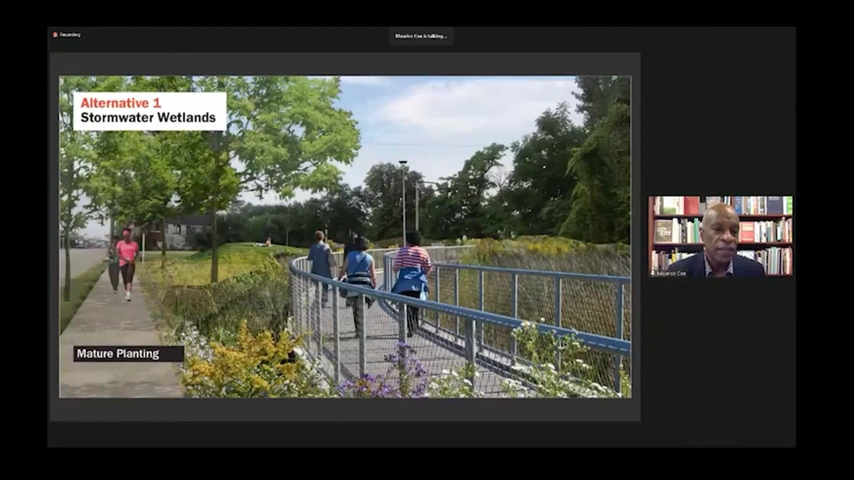 Recording
Maurice Cox is talking...
Alternative 1
Stormwater Wetlands
Mature Planting
Maurice Cox